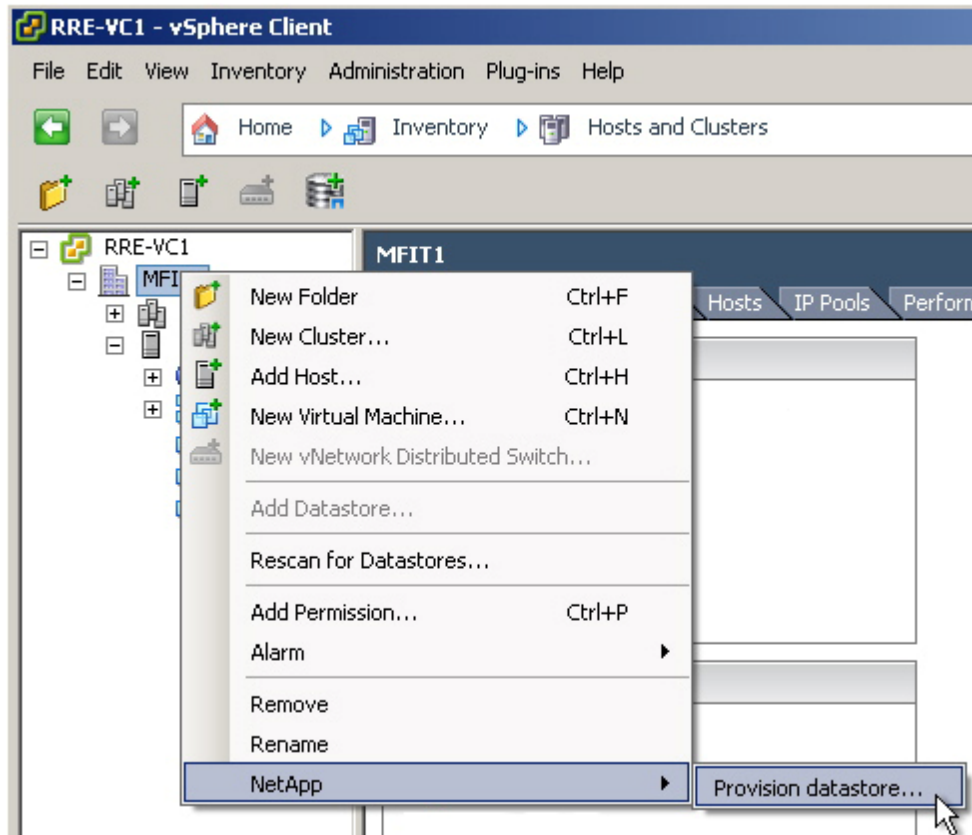 RRE-VC1 - vSphere Client
File Edit View Inventory Administration Plug-ins Help
Home Inventory Hosts and Clusters
RRE-VC1
MFIT1
Hosts IP Pools
New Folder Ctrl+F
New Cluster... Ctrl+L
Add Host... Ctrl+H
New Virtual Machine... Ctrl+N
New vNetwork Distributed Switch...
Add Datastore...
Rescan for Datastores...
Add Permission... Ctrl+P
Alarm
Remove
Rename
NetApp
Provision datastore...